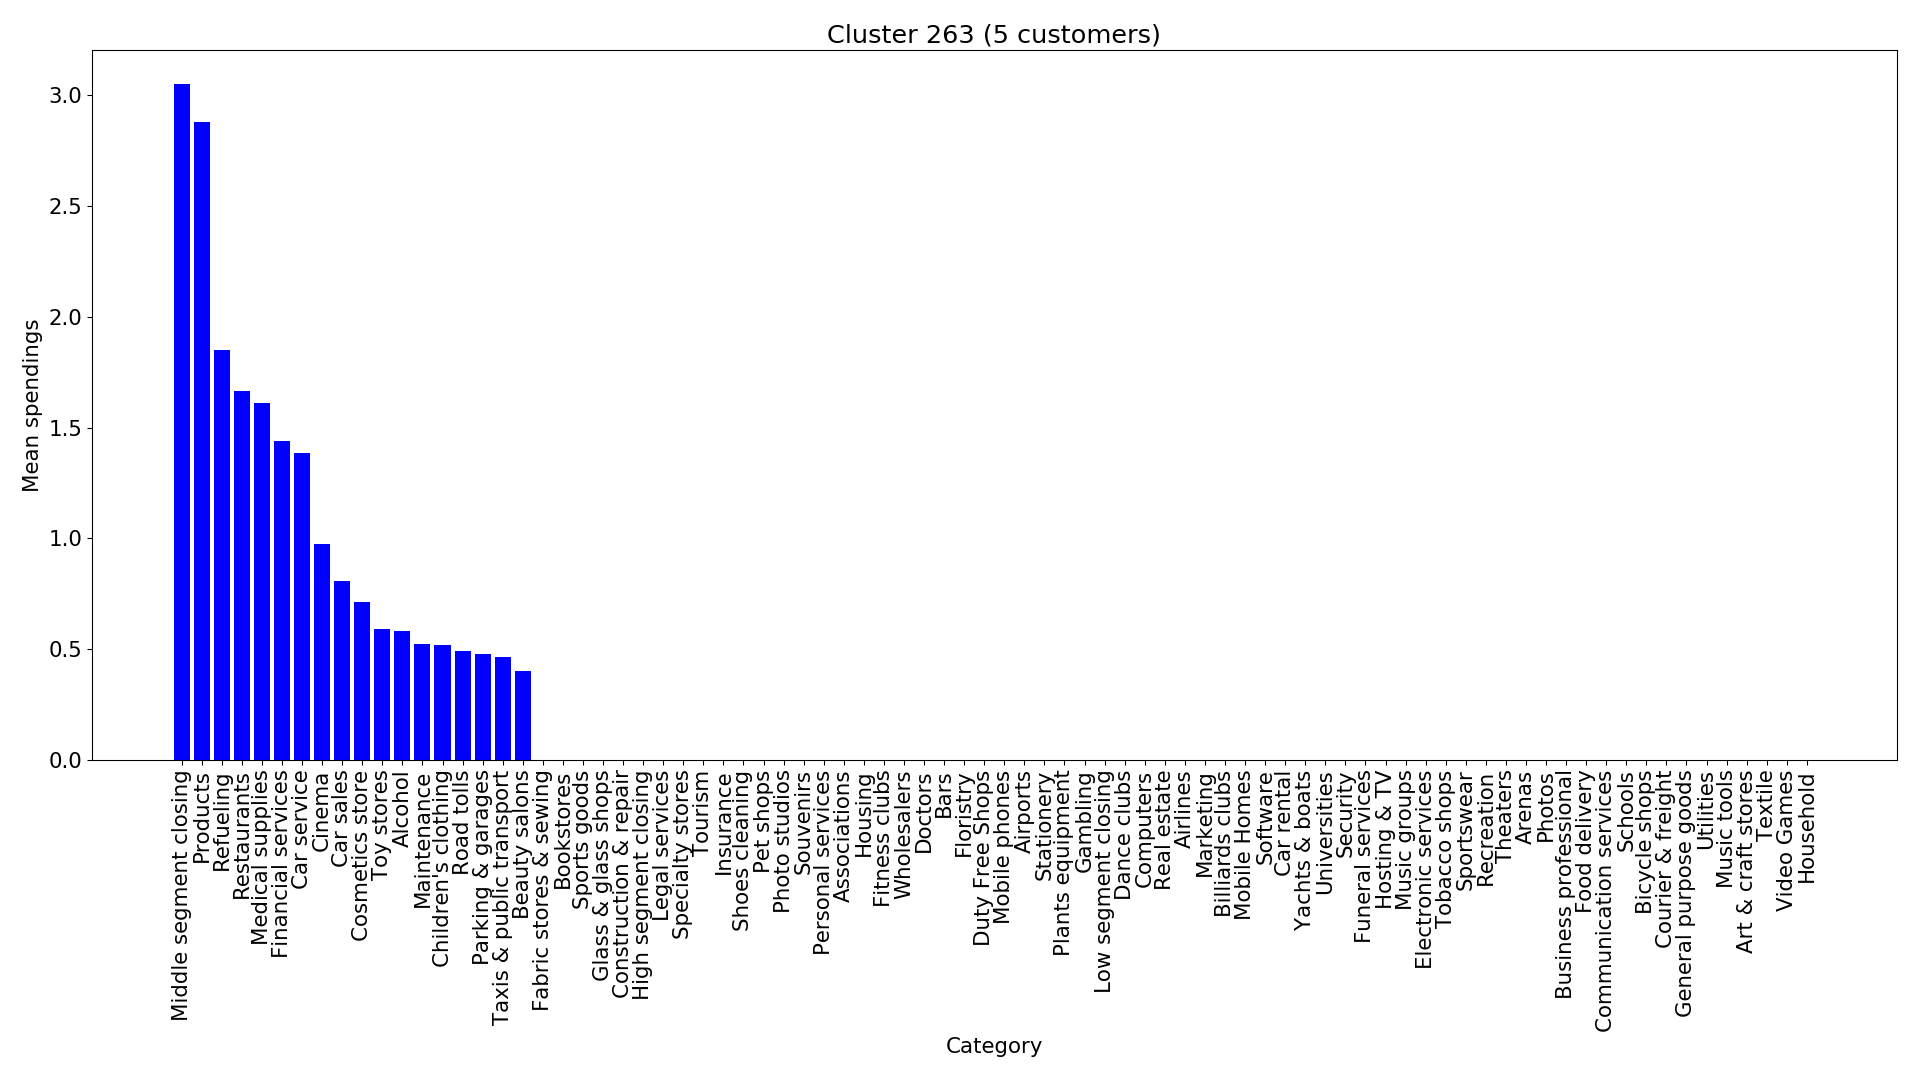 Cluster 263 (5 customers)
Mean spendings
3.0
2.5
2.0
1.5
1.0
0.5
0.0
Middle segment closing
Products
Refueling
Restaurants
Medical supplies
Financial services
Car service
Cinema
Car sales
Cosmetics store
Toy stores
Alcohol
Maintenance
Children's clothing
Road tolls
Parking & garages
Taxis & public transport
Beauty salons
Fabric stores & sewing
Bookstores
Sports goods
Glass & glass shops
Construction & repair
High segment closing
Legal services
Specialty stores
Tourism
Insurance
Shoes cleaning
Pet shops
Photo studios
Souvenirs
Personal services
Associations
Housing
Fitness clubs
Wholesalers
Doctors
Bars
Floristry
Duty Free Shops
Mobile phones
Airports
Stationery
Plants equipment
Gambling
Low segment closing
Dance clubs
Computers
Real estate
Airlines
Marketing
Billiards clubs
Mobile Homes
Software
Car rental
Yachts & boats
Universities
Security
Funeral services
Hosting & TV
Music groups
Electronic services
Tobacco shops
Sportswear
Recreation
Theaters
Arenas
Photos
Business professional
Food delivery
Communication services
Schools
Bicycle shops
Courier & freight
General purpose goods
Utilities
Music tools
Art & craft stores
Textile
Video Games
Household
Category